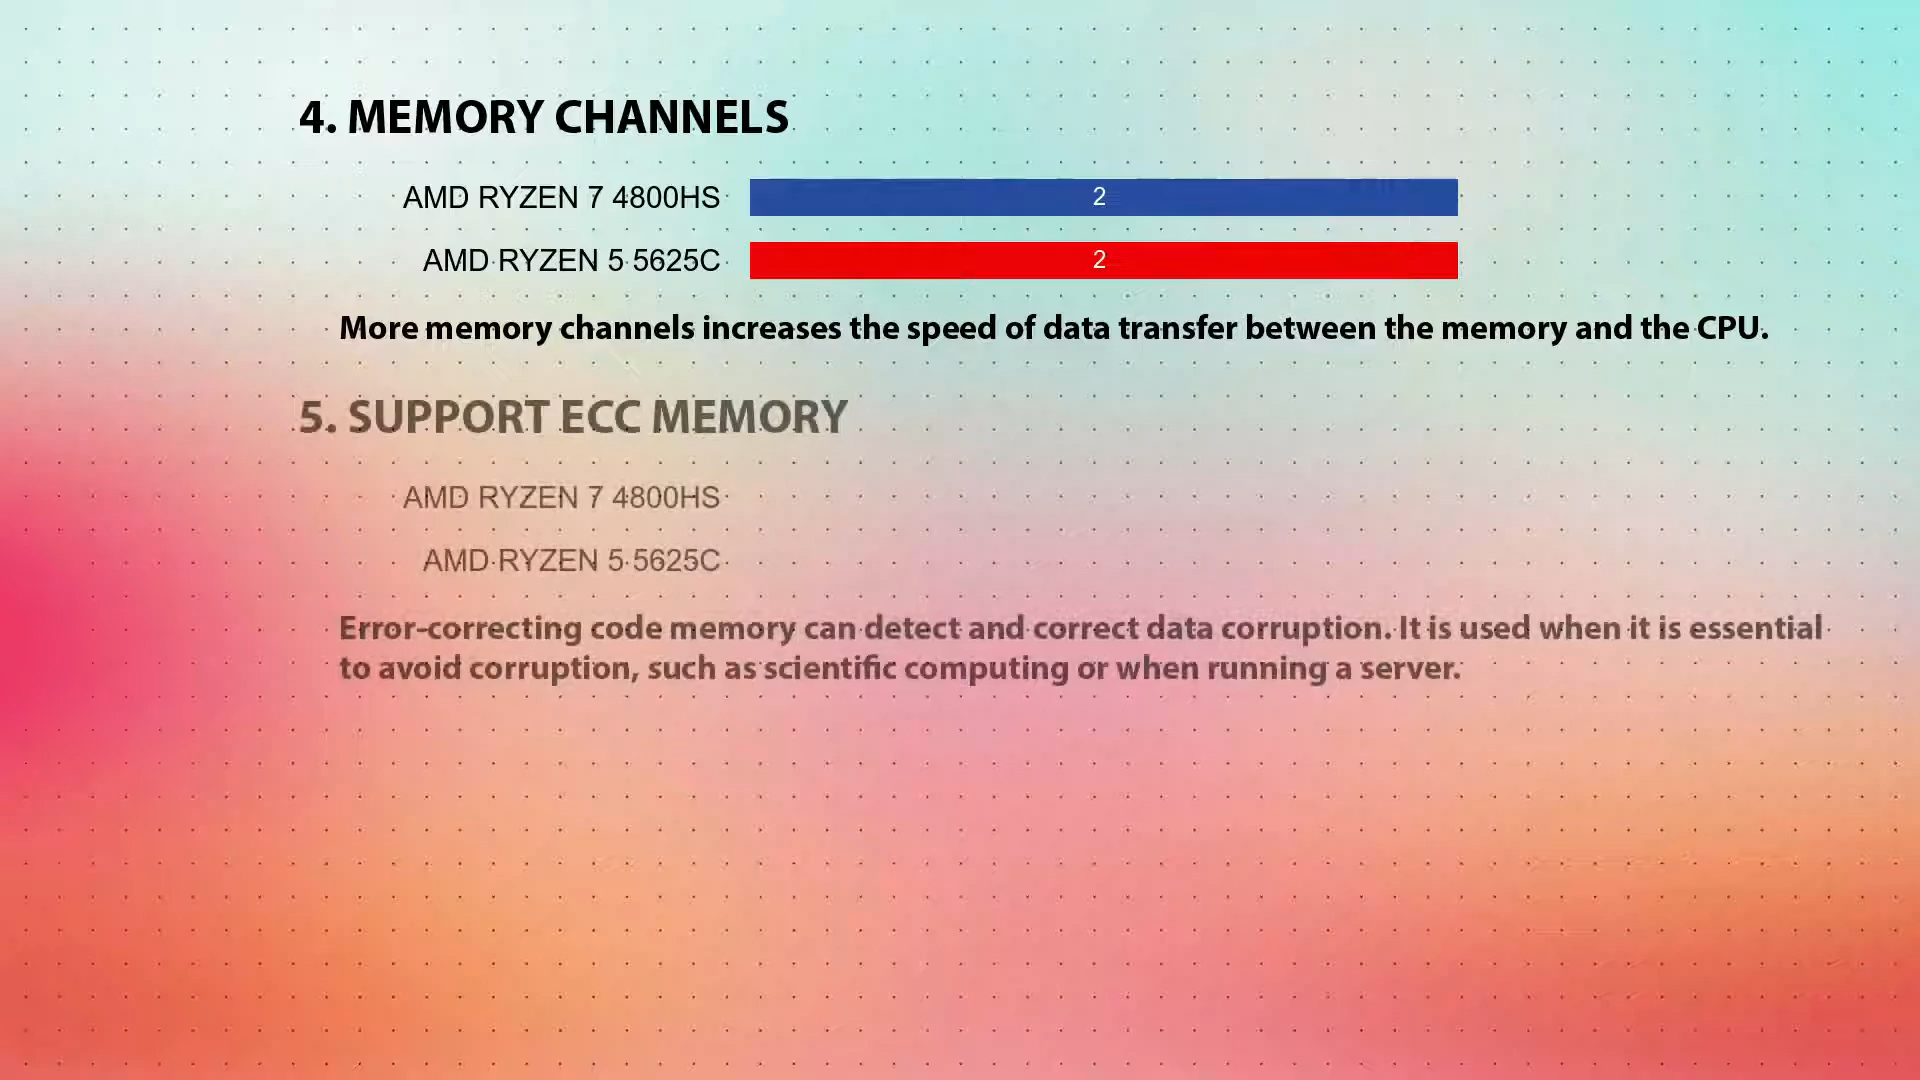 4. MEMORY CHANNELS
AMD RYZEN 7 4800HS 2
AMD RYZEN 5 5625C 2
More memory channels increases the speed of data transfer between the memory and the CPU.
5. SUPPORT ECC MEMORY
AMD RYZEN 7 4800HS
AMD RYZEN 5 5625C
Error-correcting code memory can detect and correct data corruption. It is used when it is essential
to avoid corruption, such as scientific computing or when running a server.